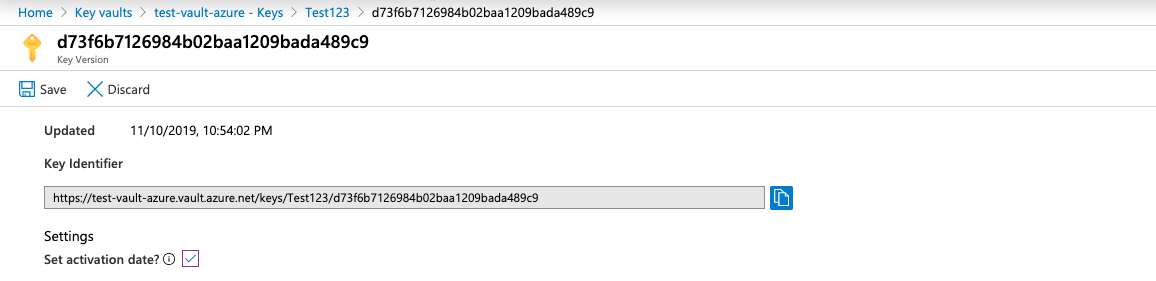 Home > Key vaults > test-vault-azure - Keys > Test123 > d73f6b7126984b02baa1209bada489c9
d73f6b7126984b02baa1209bada489c9
Key Version
Save Discard
Updated 11/10/2019, 10:54:02 PM
Key Identifier
https://test-vault-azure.vault.azure.net/keys/Test123/d73f6b7126984b02baa1209bada489c9
Settings
Set activation date?